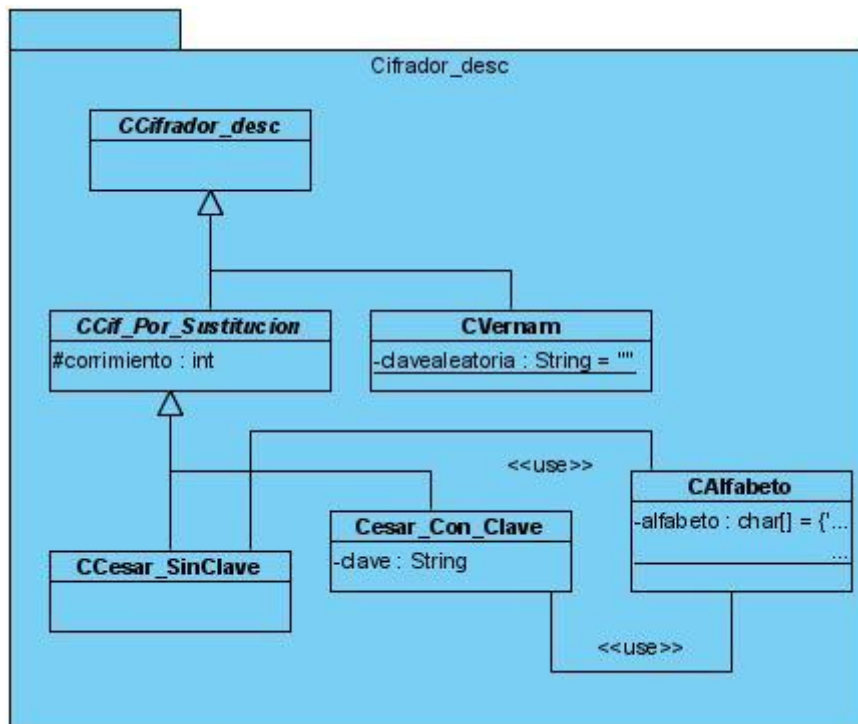 Cifrador_desc
CCifrador_desc
CCif_Por_Sustitucion
#corrimiento : int
CVernam
-clavealeatoria : String = ""
<<use>>
CAlfabeto
-alfabeto : char[] = {'...
...
Cesar_Con_Clave
-clave : String
CCesar_SinClave
<<use>>